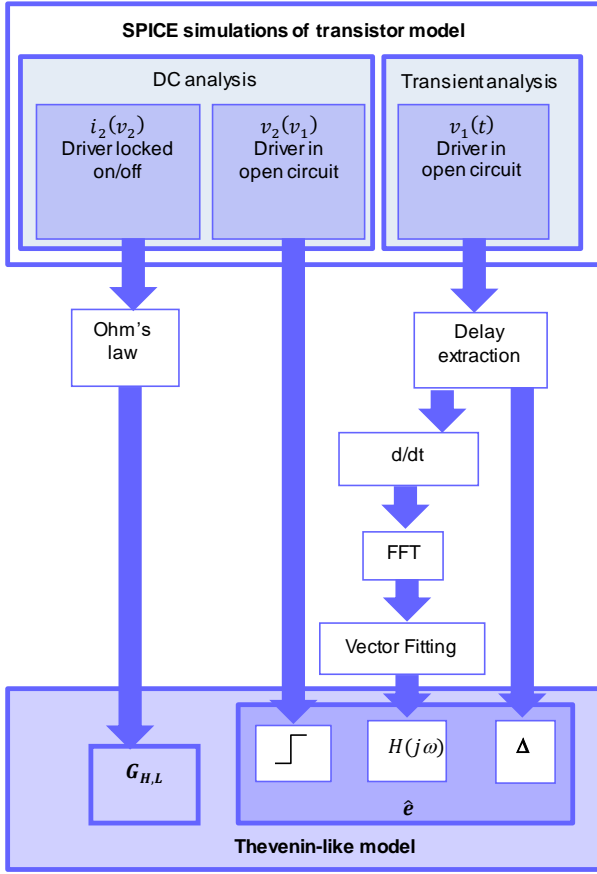 SPICE simulations of transistor model
DC analysis
i₂(v₂)
Driver locked
on/off
v₂(v₁)
Driver in
open circuit
Transient analysis
v₁(t)
Driver in
open circuit
Ohm's
law
Delay
extraction
d/dt
FFT
Vector Fitting
G_{H,L}
H(jω)
Δ
ê
Thevenin-like model